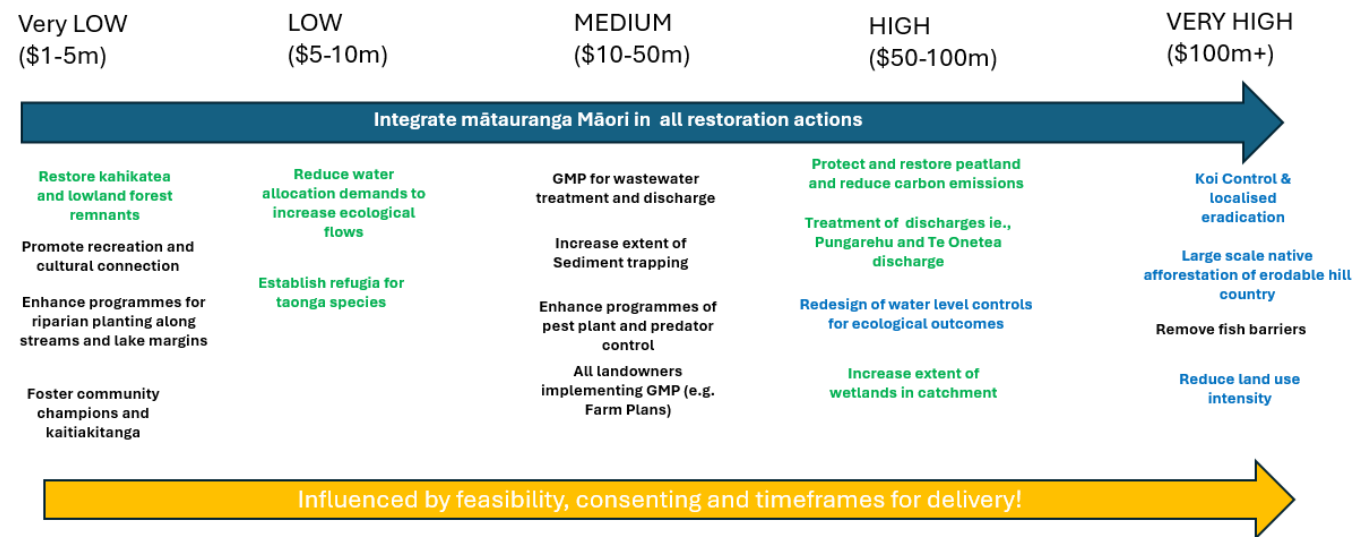 Very LOW
($1-5m)
LOW
($5-10m)
MEDIUM
($10-50m)
HIGH
($50-100m)
VERY HIGH
($100m+)
Integrate mātauranga Māori in  all restoration actions
Restore kahikatea
and lowland forest
remnants
Promote recreation and
cultural connection
Enhance programmes for
riparian planting along
streams and lake margins
Foster community
champions and
kaitiakitanga
Reduce water
allocation demands to
increase ecological
flows
Establish refugia for
taonga species
GMP for wastewater
treatment and discharge
Increase extent of
Sediment trapping
Enhance programmes of
pest plant and predator
control
All landowners
implementing GMP (e.g.
Farm Plans)
Protect and restore peatland
and reduce carbon emissions
Treatment of  discharges ie.,
Pungarehu and Te Onetea
discharge
Redesign of water level controls
for ecological outcomes
Increase extent of
wetlands in catchment
Koi Control &
localised
eradication
Large scale native
afforestation of erodable hill
country
Remove fish barriers
Reduce land use
intensity
Influenced by feasibility, consenting and timeframes for delivery!